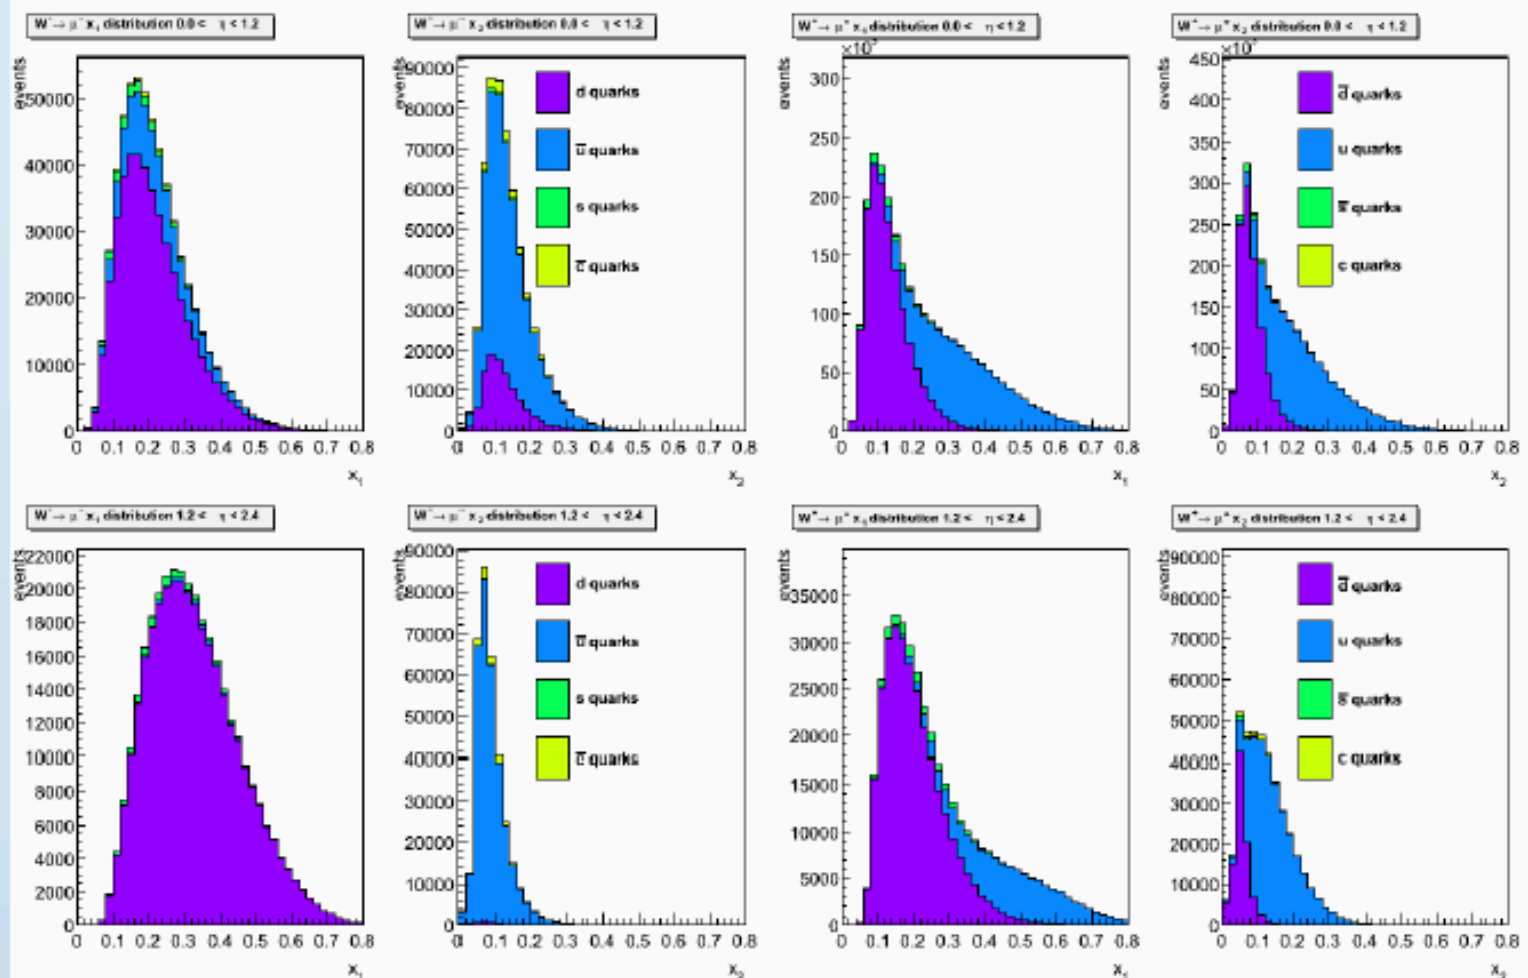 W⁻→ μ⁻ x₁ distribution 0.0 < η < 1.2
events
50000
40000
30000
20000
10000
0
0 0.1 0.2 0.3 0.4 0.5 0.6 0.7 0.8
x₁
W⁻→ μ⁻ x₂ distribution 0.0 < η < 1.2
events
90000
80000
70000
60000
50000
40000
30000
20000
10000
0
d quarks
u̅ quarks
s quarks
c̅ quarks
0 0.1 0.2 0.3 0.4 0.5 0.6 0.7 0.8
x₂
W⁺→ μ⁺ x₁ distribution 0.0 < η < 1.2
×10³
events
300
250
200
150
100
50
0
0 0.1 0.2 0.3 0.4 0.5 0.6 0.7 0.8
x₁
W⁺→ μ⁺ x₂ distribution 0.0 < η < 1.2
×10³
events
450
400
350
300
250
200
150
100
50
0
d̅ quarks
u quarks
s̅ quarks
c quarks
0 0.1 0.2 0.3 0.4 0.5 0.6 0.7 0.8
x₂
W⁻→ μ⁻ x₁ distribution 1.2 < η < 2.4
events
22000
20000
18000
16000
14000
12000
10000
8000
6000
4000
2000
0
0 0.1 0.2 0.3 0.4 0.5 0.6 0.7 0.8
x₁
W⁻→ μ⁻ x₂ distribution 1.2 < η < 2.4
events
90000
80000
70000
60000
50000
40000
30000
20000
10000
0
d quarks
u̅ quarks
s quarks
c̅ quarks
0 0.1 0.2 0.3 0.4 0.5 0.6 0.7 0.8
x₂
W⁺→ μ⁺ x₁ distribution 1.2 < η < 2.4
events
35000
30000
25000
20000
15000
10000
5000
0
0 0.1 0.2 0.3 0.4 0.5 0.6 0.7 0.8
x₁
W⁺→ μ⁺ x₂ distribution 1.2 < η < 2.4
events
90000
80000
70000
60000
50000
40000
30000
20000
10000
0
d̅ quarks
u quarks
s̅ quarks
c quarks
0 0.1 0.2 0.3 0.4 0.5 0.6 0.7 0.8
x₂